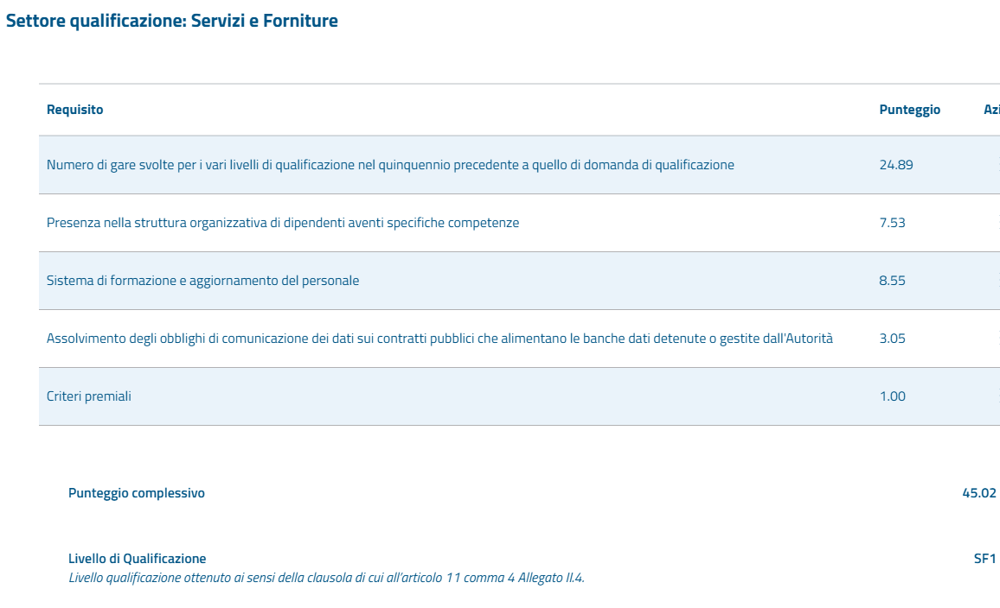 Settore qualificazione: Servizi e Forniture
Requisito Punteggio Azi
Numero di gare svolte per i vari livelli di qualificazione nel quinquennio precedente a quello di domanda di qualificazione 24.89
Presenza nella struttura organizzativa di dipendenti aventi specifiche competenze 7.53
Sistema di formazione e aggiornamento del personale 8.55
Assolvimento degli obblighi di comunicazione dei dati sui contratti pubblici che alimentano le banche dati detenute o gestite dall'Autorità 3.05
Criteri premiali 1.00
Punteggio complessivo 45.02
Livello di Qualificazione SF1
Livello qualificazione ottenuto ai sensi della clausola di cui all'articolo 11 comma 4 Allegato II.4.